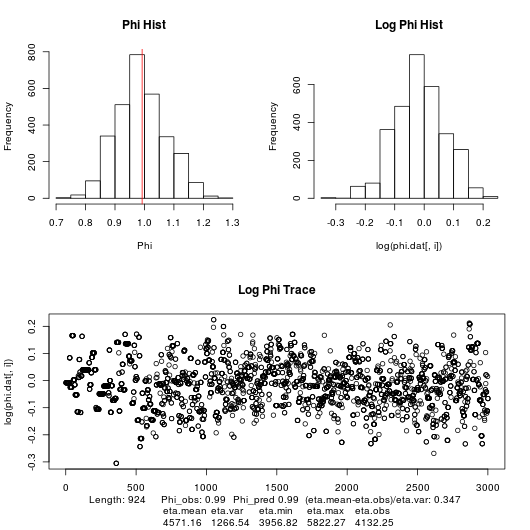 Phi Hist
Log Phi Hist
Frequency
0 200 400 600 800
0.7 0.8 0.9 1.0 1.1 1.2 1.3
Phi
Frequency
0 200 400 600
-0.3 -0.1 0.0 0.1 0.2
log(phi.dat[, i])
Log Phi Trace
log(phi.dat[, i])
-0.3 -0.2 -0.1 0.0 0.1 0.2
0 500 1000 1500 2000 2500 3000
Length: 924 Phi_obs: 0.99 Phi_pred 0.99 (eta.mean-eta.obs)/eta.var: 0.347
eta.mean eta.var eta.min eta.max eta.obs
4571.16 1266.54 3956.82 5822.27 4132.25